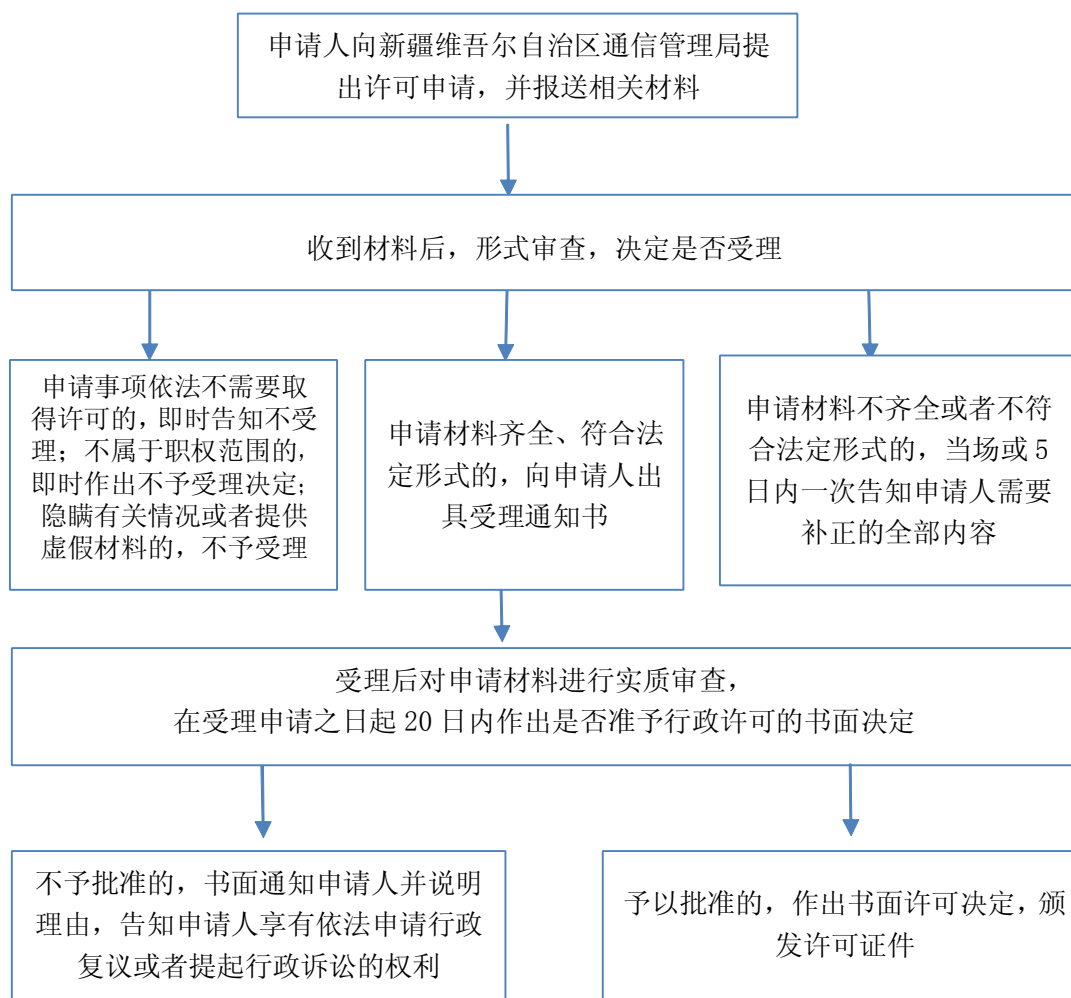 申请人向新疆维吾尔自治区通信管理局提
出许可申请，并报送相关材料
收到材料后，形式审查，决定是否受理
申请事项依法不需要取
得许可的，即时告知不受
理；不属于职权范围的，
即时作出不予受理决定；
隐瞒有关情况或者提供
虚假材料的，不予受理
申请材料齐全、符合法
定形式的，向申请人出
具受理通知书
申请材料不齐全或者不符
合法定形式的，当场或 5
日内一次告知申请人需要
补正的全部内容
受理后对申请材料进行实质审查，
在受理申请之日起 20 日内作出是否准予行政许可的书面决定
不予批准的，书面通知申请人并说明
理由，告知申请人享有依法申请行政
复议或者提起行政诉讼的权利
予以批准的，作出书面许可决定，颁
发许可证件